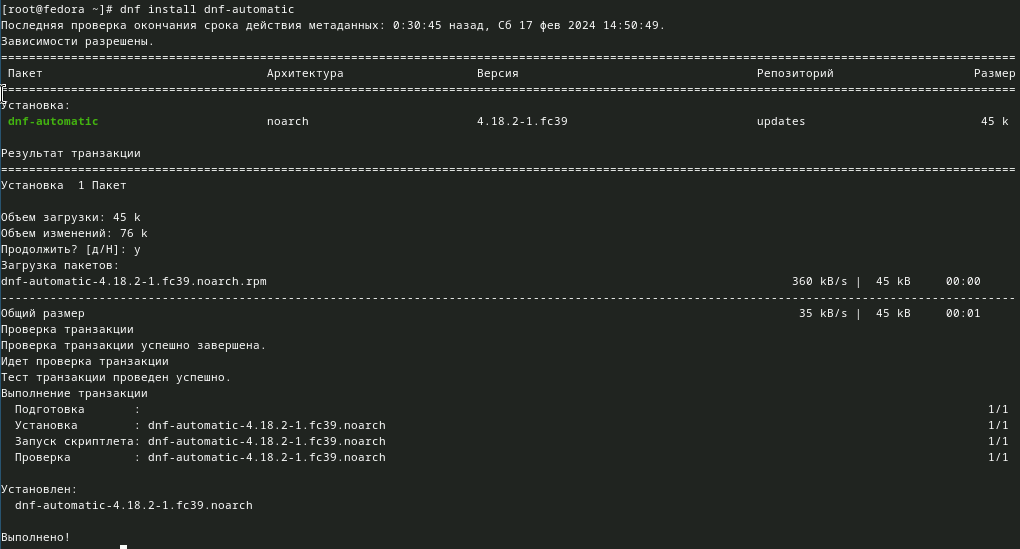 [root@fedora ~]# dnf install dnf-automatic
Последняя проверка окончания срока действия метаданных: 0:30:45 назад, Сб 17 фев 2024 14:50:49.
Зависимости разрешены.
================================================================================
Пакет Архитектура Версия Репозиторий Размер
================================================================================
Установка:
dnf-automatic noarch 4.18.2-1.fc39 updates 45 k
Результат транзакции
================================================================================
Установка 1 Пакет
Объем загрузки: 45 k
Объем изменений: 76 k
Продолжить? [д/Н]: y
Загрузка пакетов:
dnf-automatic-4.18.2-1.fc39.noarch.rpm 360 kB/s | 45 kB 00:00
--------------------------------------------------------------------------------
Общий размер 35 kB/s | 45 kB 00:01
Проверка транзакции
Проверка транзакции успешно завершена.
Идет проверка транзакции
Тест транзакции проведен успешно.
Выполнение транзакции
Подготовка : 1/1
Установка : dnf-automatic-4.18.2-1.fc39.noarch 1/1
Запуск скриптлета: dnf-automatic-4.18.2-1.fc39.noarch 1/1
Проверка : dnf-automatic-4.18.2-1.fc39.noarch 1/1
Установлен:
dnf-automatic-4.18.2-1.fc39.noarch
Выполнено!